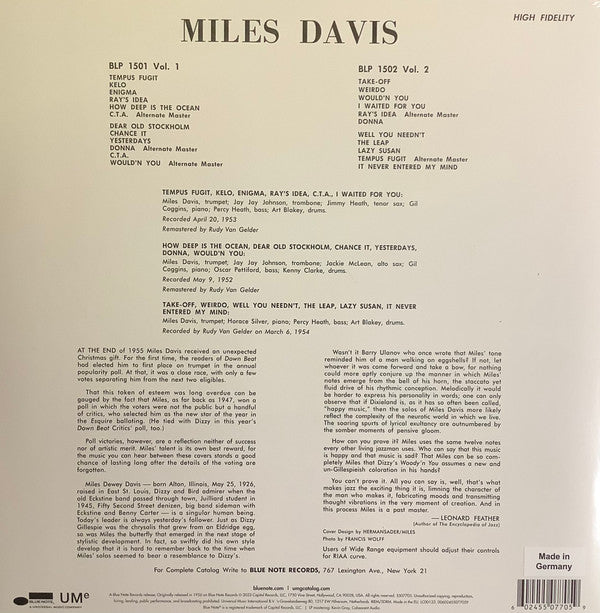 MILES DAVIS
HIGH FIDELITY
BLP 1501 Vol. 1
TEMPUS FUGIT
KELO
ENIGMA
RAY'S IDEA
HOW DEEP IS THE OCEAN
C.T.A. Alternate Master
DEAR OLD STOCKHOLM
CHANCE IT
YESTERDAYS
DONNA Alternate Master
C.T.A.
WOULD'N YOU Alternate Master
BLP 1502 Vol. 2
TAKE-OFF
WEIRDO
WOULD'N YOU
I WAITED FOR YOU
RAY'S IDEA Alternate Master
DONNA
WELL YOU NEEDN'T
THE LEAP
LAZY SUSAN
TEMPUS FUGIT Alternate Master
IT NEVER ENTERED MY MIND
TEMPUS FUGIT, KELO, ENIGMA, RAY'S IDEA, C.T.A., I WAITED FOR YOU:
Miles Davis, trumpet; Jay Jay Johnson, trombone; Jimmy Heath, tenor sax; Gil
Coggins, piano; Percy Heath, bass; Art Blakey, drums.
Recorded April 20, 1953
Remastered by Rudy Van Gelder
HOW DEEP IS THE OCEAN, DEAR OLD STOCKHOLM, CHANCE IT, YESTERDAYS,
DONNA, WOULD'N YOU:
Miles Davis, trumpet; Jay Jay Johnson, trombone; Jackie McLean, alto sax; Gil
Coggins, piano; Oscar Pettiford, bass; Kenny Clarke, drums.
Recorded May 9, 1952
Remastered by Rudy Van Gelder
TAKE-OFF, WEIRDO, WELL YOU NEEDN'T, THE LEAP, LAZY SUSAN, IT NEVER
ENTERED MY MIND:
Miles Davis, trumpet; Horace Silver, piano; Percy Heath, bass; Art Blakey, drums.
Recorded by Rudy Van Gelder on March 6, 1954
AT THE END of 1955 Miles Davis received an unexpected
Christmas gift. For the first time, the readers of Down Beat
had elected him to first place on trumpet in the annual
popularity poll. At that, it was a close race, with only a few
votes separating him from the next two eligibles.
That this token of esteem was long overdue can be
gauged by the fact that Miles, as far back as 1947, won a
poll in which the voters were not the public but a handful
of critics, who selected him as the new star of the year in
the Esquire balloting. (He tied with Dizzy in this year's
Down Beat Critics' poll, too.)
Poll victories, however, are a reflection neither of success
nor of artistic merit. Miles' talent is its own best reward, for
the music you can hear between these covers stands a good
chance of lasting long after the details of the voting are
forgotten.
Miles Dewey Davis — born Alton, Illinois, May 25, 1926,
raised in East St. Louis, Dizzy and Bird admirer when the
old Eckstine band passed through town, Juilliard student in
1945, Fifty Second Street denizen, big band sideman with
Eckstine and Benny Carter — is a singular human being.
Today's leader is always yesterday's follower. Just as Dizzy
Gillespie was the chrysalis that grew from an Eldridge egg,
so was Miles the butterfly that emerged in the next stage of
stylistic development. In fact, so swiftly did his own style
develop that it is hard to remember back to the time when
Miles' solos seemed to bear a resemblance to Dizzy's.
Wasn't it Barry Ulanov who once wrote that Miles' tone
reminded him of a man walking on eggshells? If not, let
whoever it was come forward and take a bow, for nothing
could more eptly conjure up the manner in which Miles'
notes emerge from the bell of his horn, the staccato yet
fluid drive of his rhythmic conception. Melodically it would
be harder to express his personality in words; one can only
observe that if Dixieland is, as it has so often been called,
"happy music," then the solos of Miles Davis more likely
reflect the complexity of the neurotic world in which we live.
The soaring spurts of lyrical exultancy are outnumbered by
the somber moments of pensive gloom.
How can you prove it? Miles uses the same twelve notes
every other living jazzman uses. Who can say that this music
is happy and that music is sad? That Miles can be so com-
pletely Miles that Dizzy's Woody'n You assumes a new and
un-Gillespieish coloration in his hands?
You can't prove it. All you can say is, well, that's what
makes jazz the exciting thing it is, limning the character of
the man who makes it, fabricating moods and transmitting
thought vibrations in the very moment of creation. And in
this process Miles is a past master.
— LEONARD FEATHER
(Author of The Encyclopedia of Jazz)
Cover Design by HERMANSADER/MILES
Photo by FRANCIS WOLFF
Users of Wide Range equipment should adjust their controls
for RIAA curve.
For Complete Catalog Write to BLUE NOTE RECORDS, 767 Lexington Ave., New York 21
BLUE NOTE
UMe
bluenote.com | umgcatalog.com
Made in
Germany
02455 07705 9